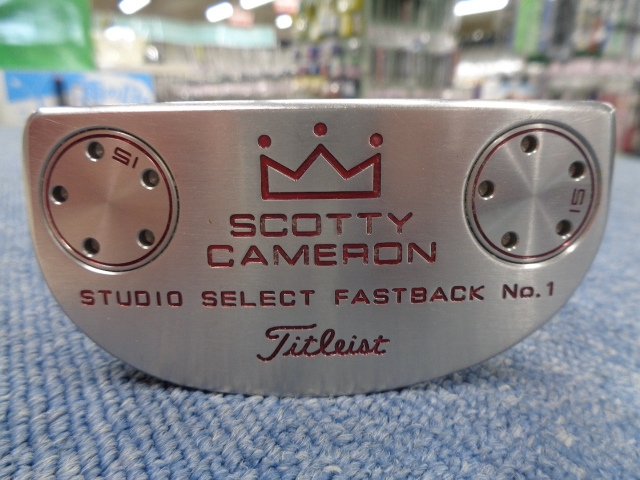 15
15
SCOTTY
CAMERON
STUDIO SELECT FASTBACK No.1
Titleist